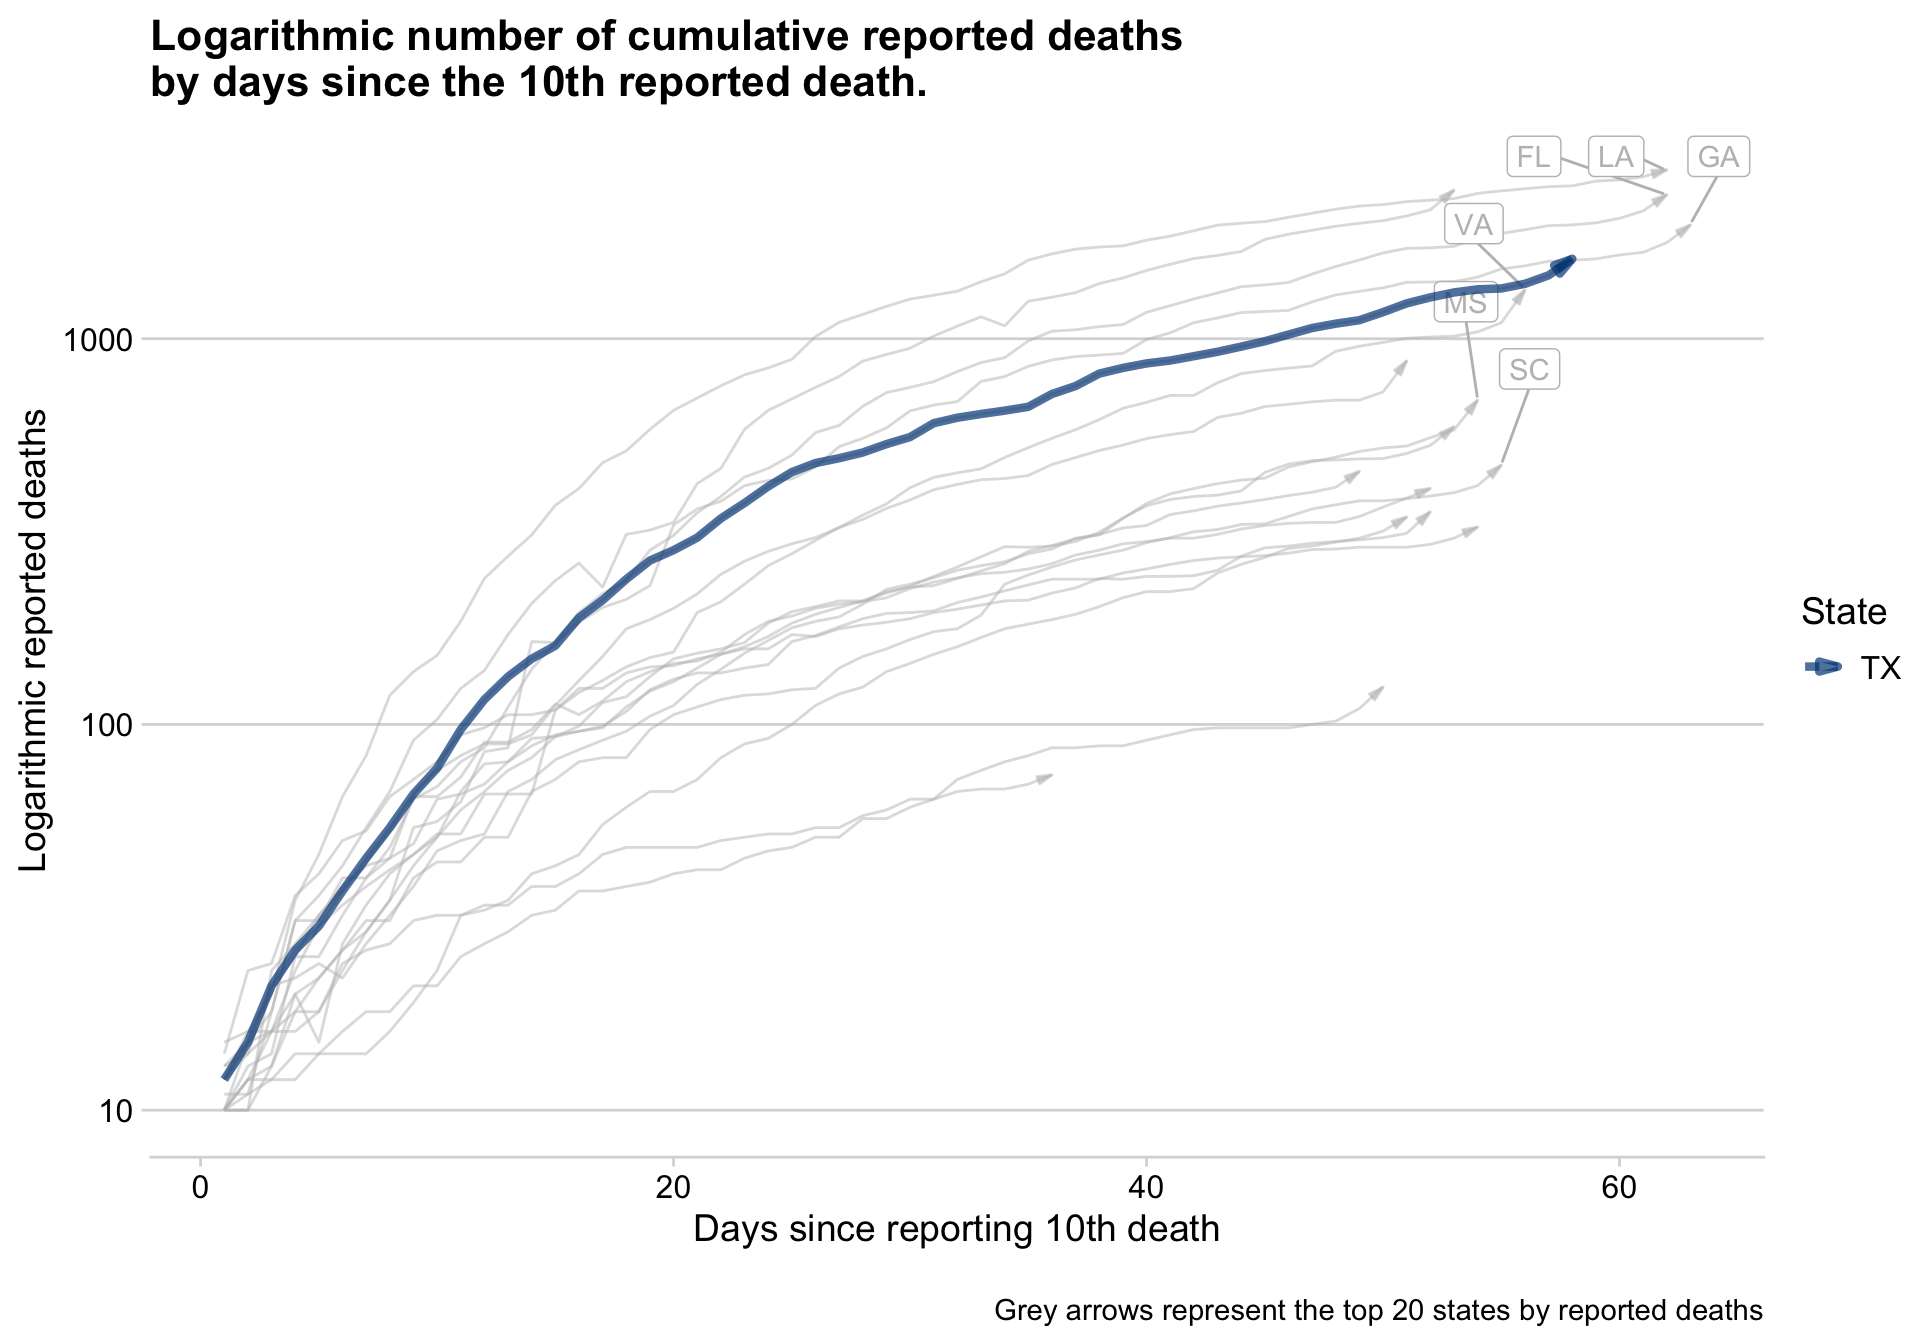 Logarithmic number of cumulative reported deaths
by days since the 10th reported death.
FL
LA
GA
VA
MS
SC
1000
100
10
Logarithmic reported deaths
0
20
40
60
Days since reporting 10th death
State
TX
Grey arrows represent the top 20 states by reported deaths